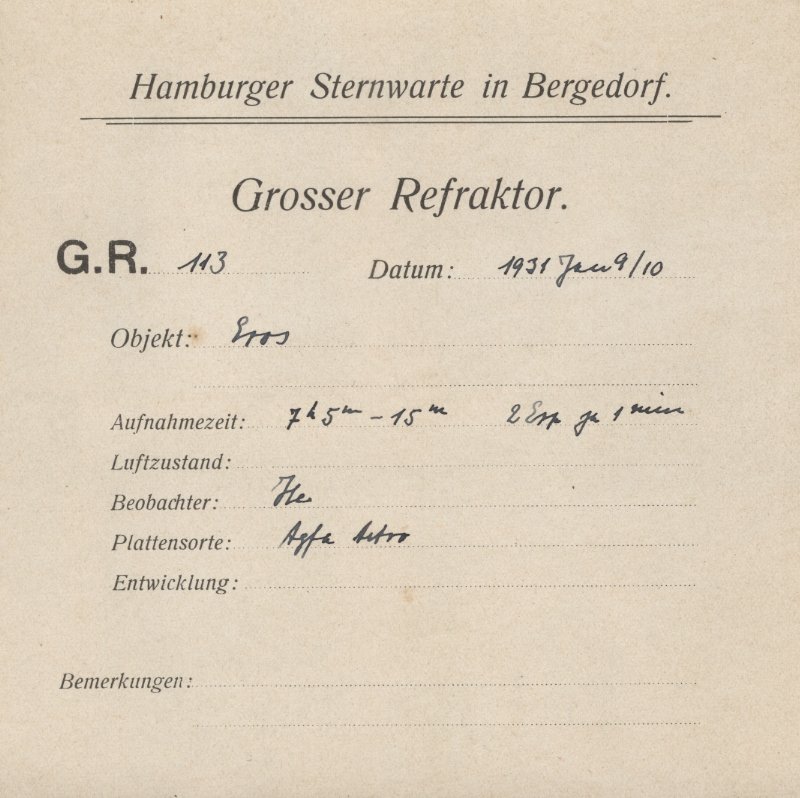 Hamburger Sternwarte in Bergedorf.
Grosser Refraktor.
G.R. 113 Datum: 1931 Jan 9/10
Objekt: Eros
Aufnahmezeit: 7h 5m – 15m 2 Exp je 1 min
Luftzustand:
Beobachter:
Plattensorte: Agfa Astro
Entwicklung:
Bemerkungen: